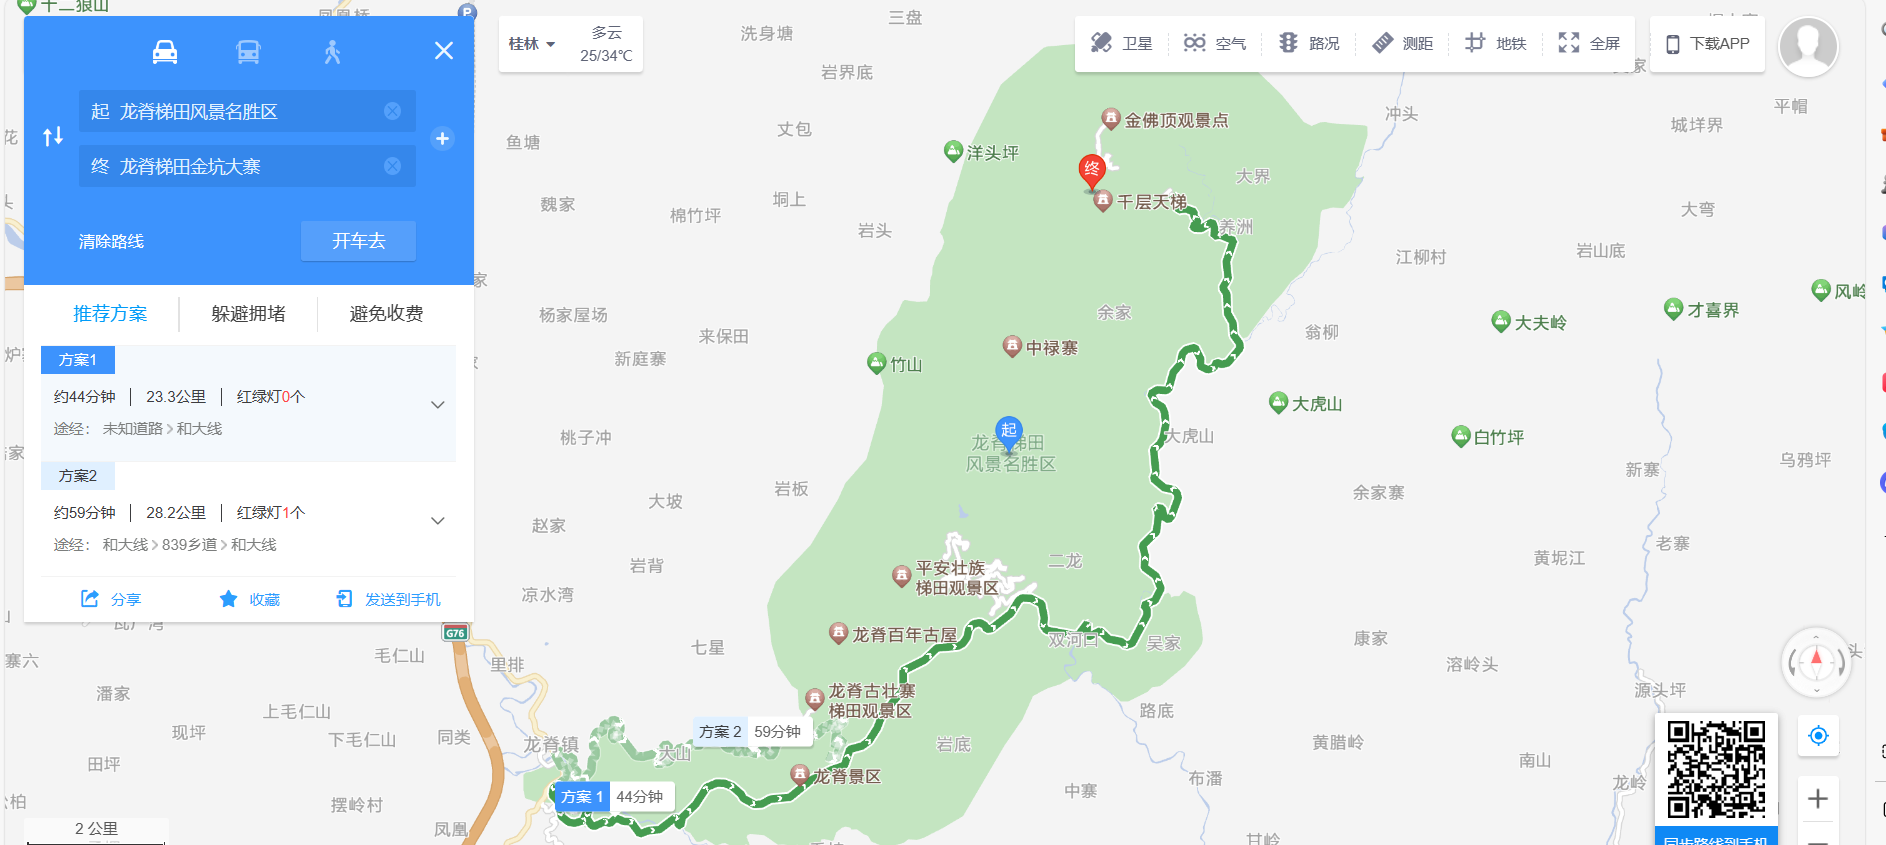 十二狼山
凤凰桥
P
三盘
桂林
多云
25/34℃
洗身塘
卫星
空气
路况
测距
地铁
全屏
下载APP
起 龙脊梯田风景名胜区
终 龙脊梯田金坑大寨
清除路线
开车去
推荐方案
躲避拥堵
避免收费
方案1
约44分钟
23.3公里
红绿灯0个
途经： 未知道路 > 和大线
方案2
约59分钟
28.2公里
红绿灯1个
途经： 和大线 > 839乡道 > 和大线
分享
收藏
发送到手机
岩界底
平帽
冲头
城垟界
丈包
鱼塘
金佛顶观景点
洋头坪
终
大界
千层天梯
魏家
棉竹坪
垌上
大弯
岩头
养洲
江柳村
岩山底
风岭
杨家屋场
余家
才喜界
大夫岭
来保田
翁柳
新庭寨
中禄寨
竹山
大虎山
起
龙脊梯田
风景名胜区
桃子冲
大虎山
白竹坪
乌鸦坪
新寨
岩板
余家寨
大坡
赵家
老寨
黄坭江
岩背
二龙
平安壮族
梯田观景区
凉水湾
G76
龙脊百年古屋
双河口
吴家
康家
七星
毛仁山
里排
寨六
溶岭头
潘家
源头坪
龙脊古壮寨
梯田观景区
上毛仁山
路底
现坪
方案 2 59分钟
下毛仁山
同类
龙脊镇
大山
岩底
黄腊岭
田坪
龙脊景区
南山
布潘
龙岭
中寨
方案 1 44分钟
摆岭村
凤凰
2 公里
甘岭
同步路线到手机